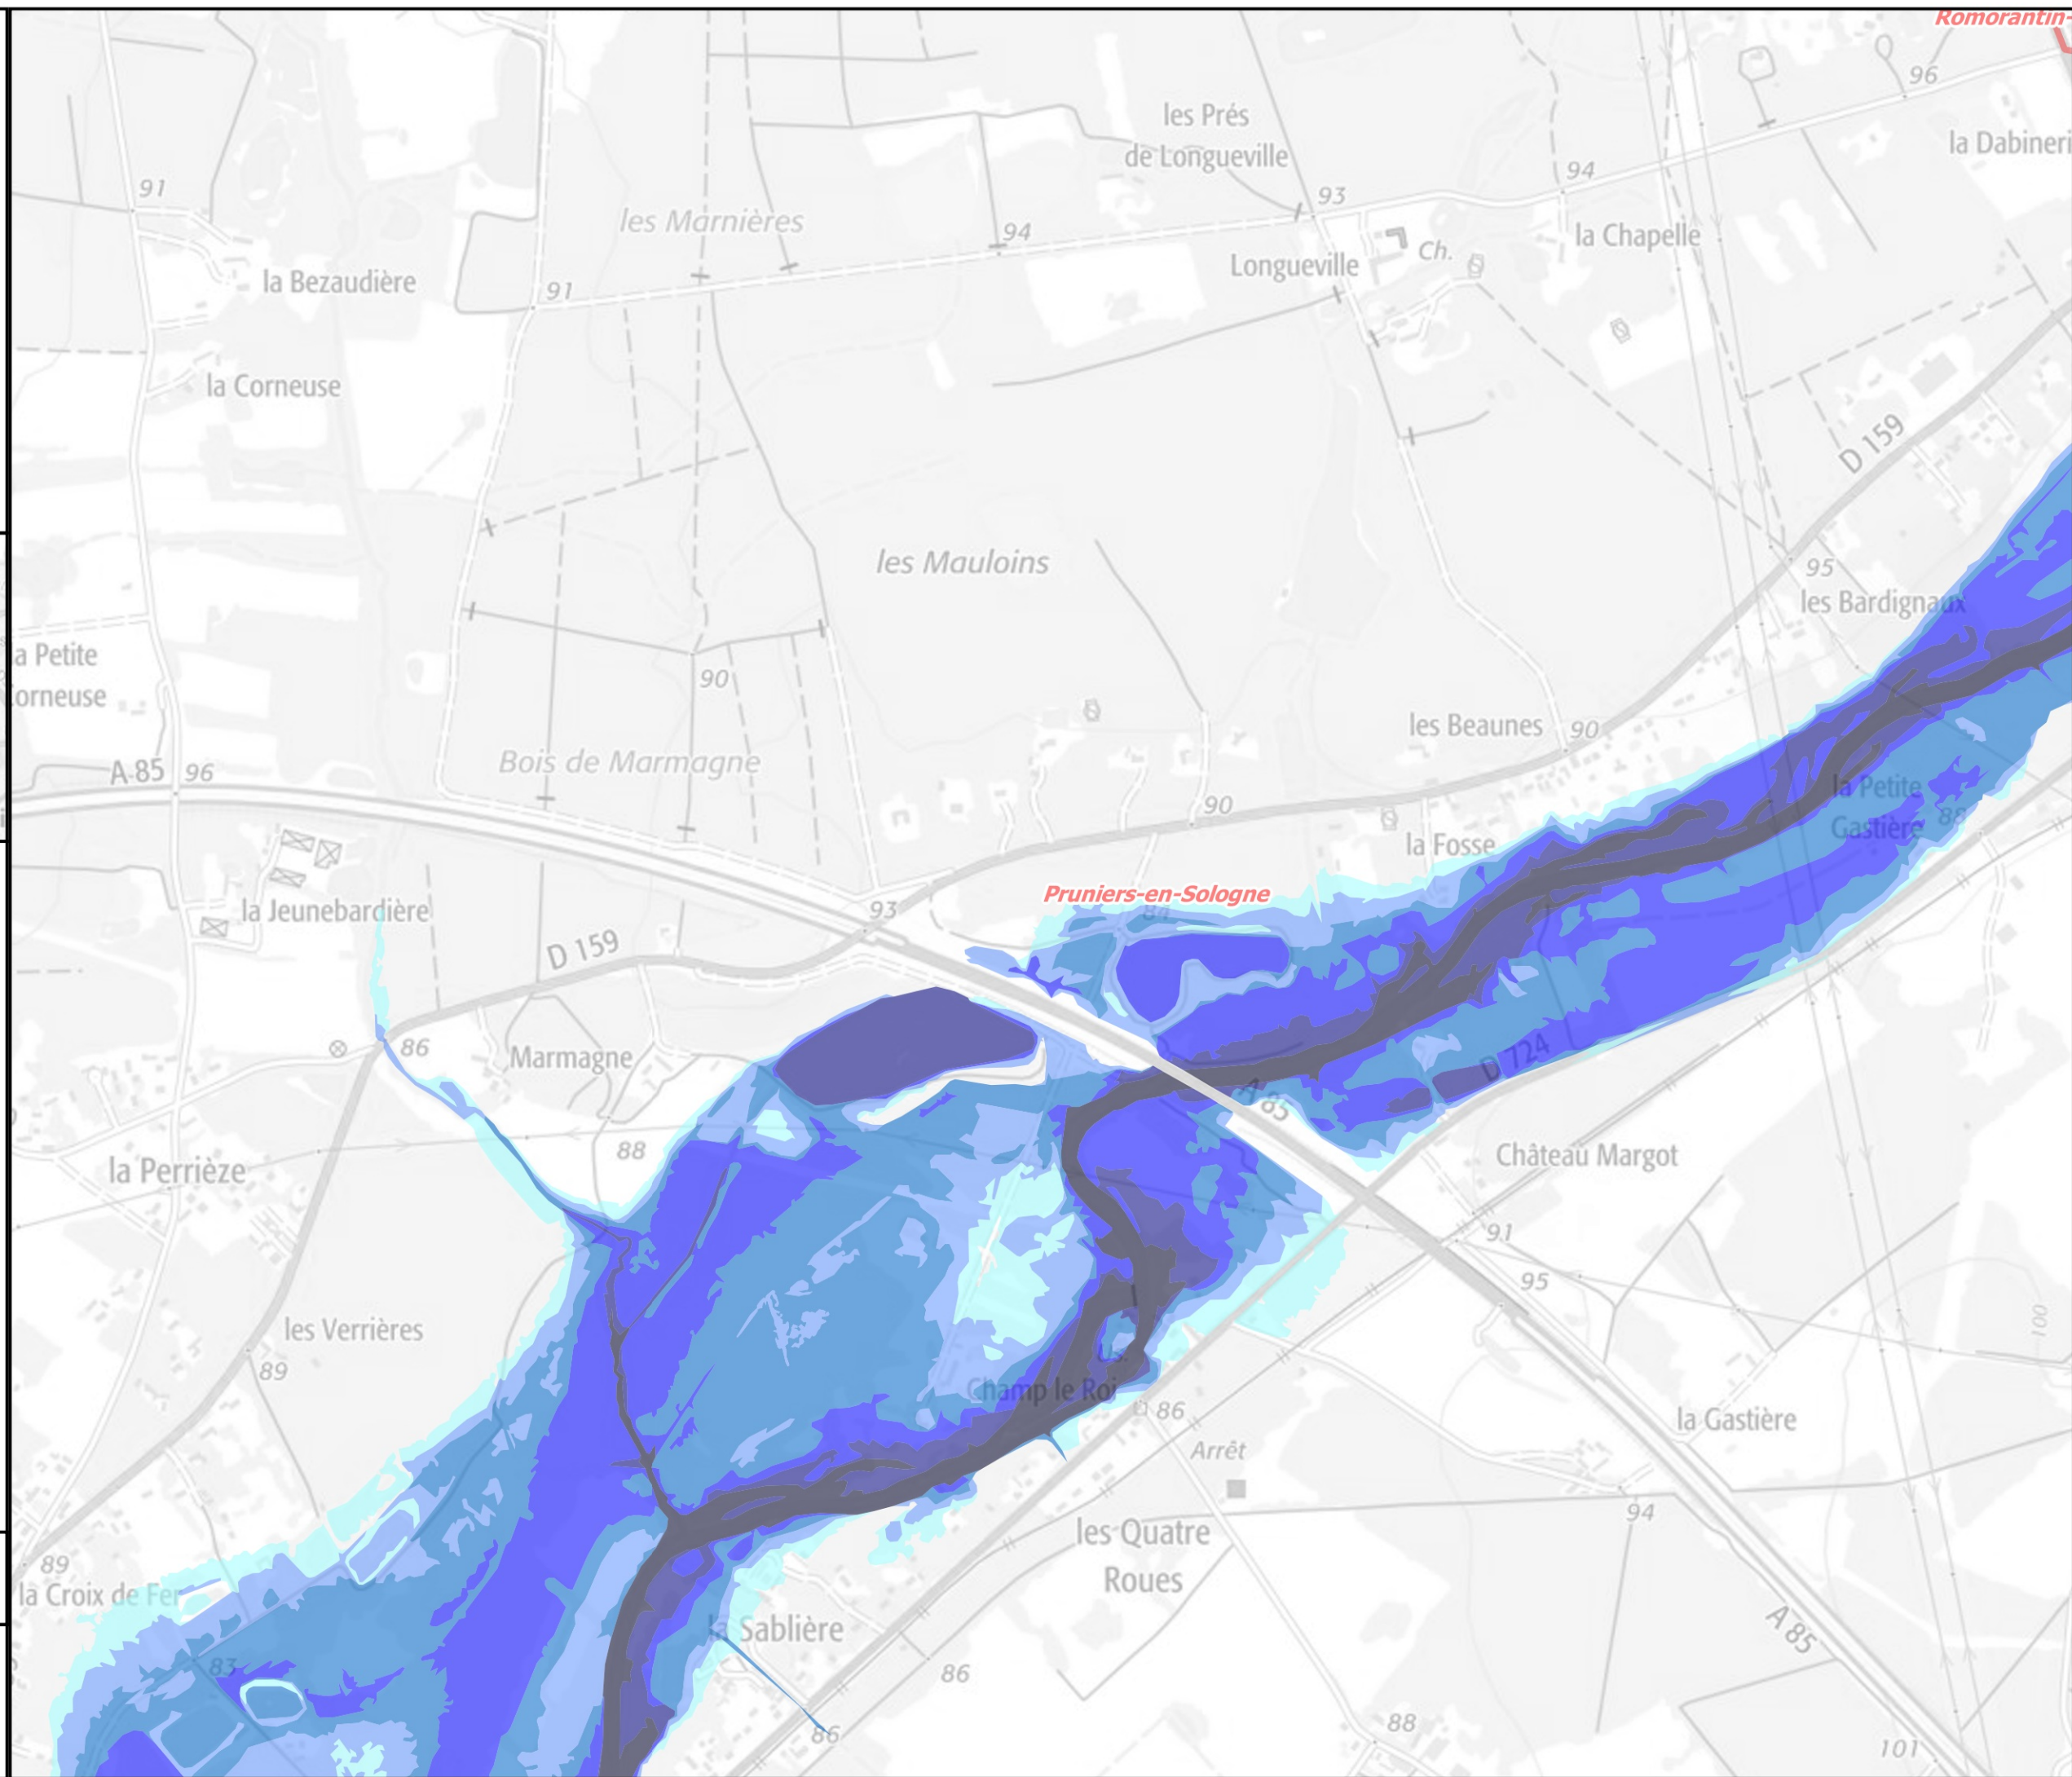 Romorantin-
96
les Prés
de Longueville
la Dabineri
94
91
93
les Marnières
94
la Chapelle
Ch.
Longueville
la Bezaudière
91
la Corneuse
D 159
les Mauloins
95
les Bardignaux
a Petite
orneuse
90
les Beaunes
90
Bois de Marmagne
A 85
96
la Petite
Gastière
88
90
la Fosse
Pruniers-en-Sologne
la Jeunebardière
93
D 159
86
Marmagne
D 724
A 85
88
Château Margot
la Perrièze
91
95
les Verrières
100
89
Us.
Champ le Roi
86
la Gastière
Arrêt
94
les Quatre
Roues
89
la Croix de Fer
la Sablière
A 85
83
86
86
88
101